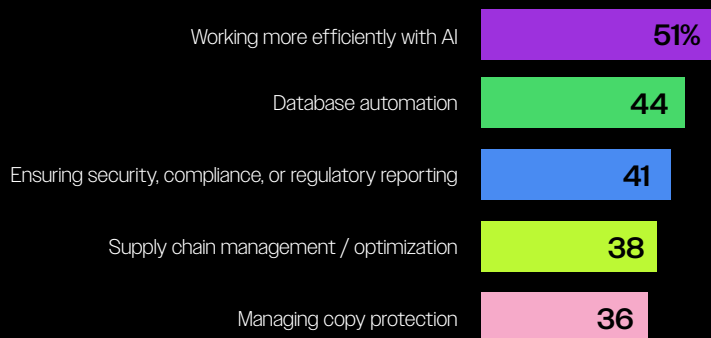 Working more efficiently with AI 51%
Database automation 44
Ensuring security, compliance, or regulatory reporting 41
Supply chain management / optimization 38
Managing copy protection 36